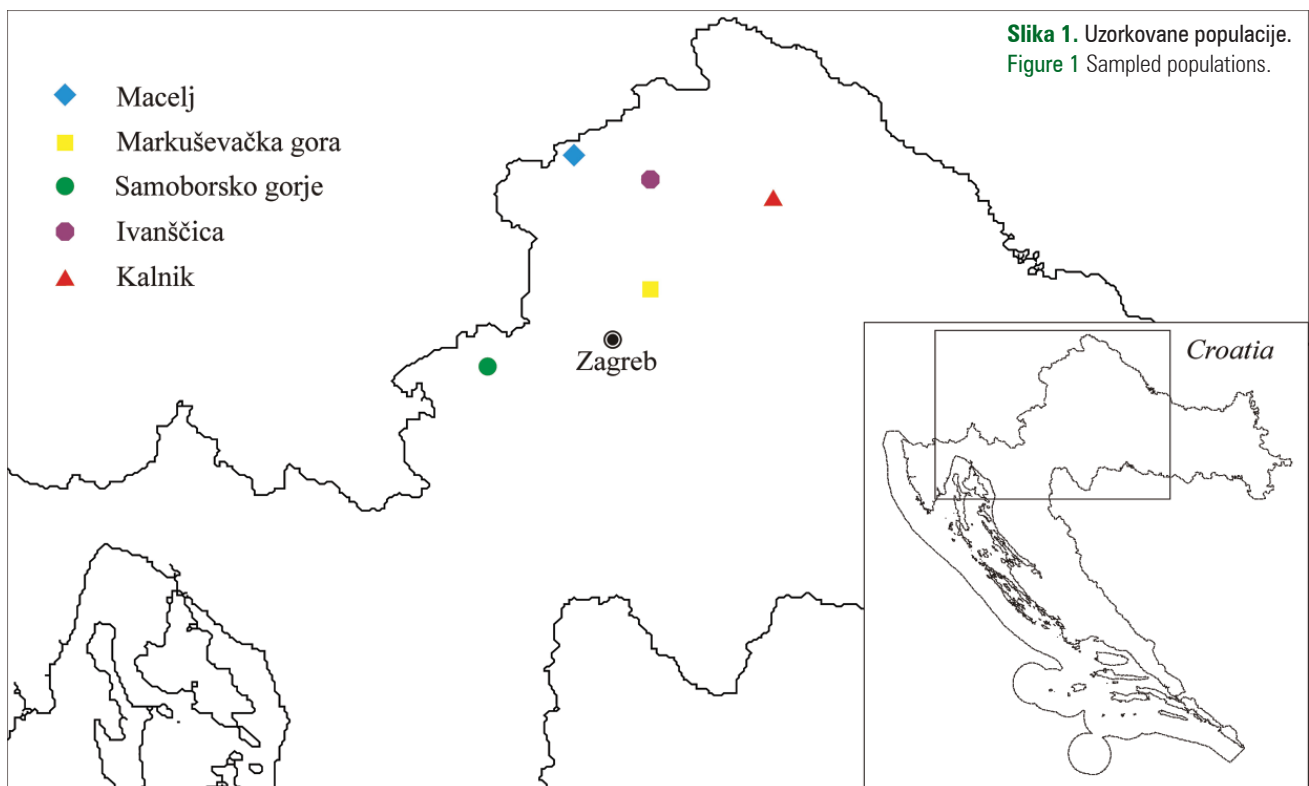 Slika 1. Uzorkovane populacije.
Figure 1 Sampled populations.
Macelj
Markuševačka gora
Samoborsko gorje
Ivanščica
Kalnik
Zagreb
Croatia